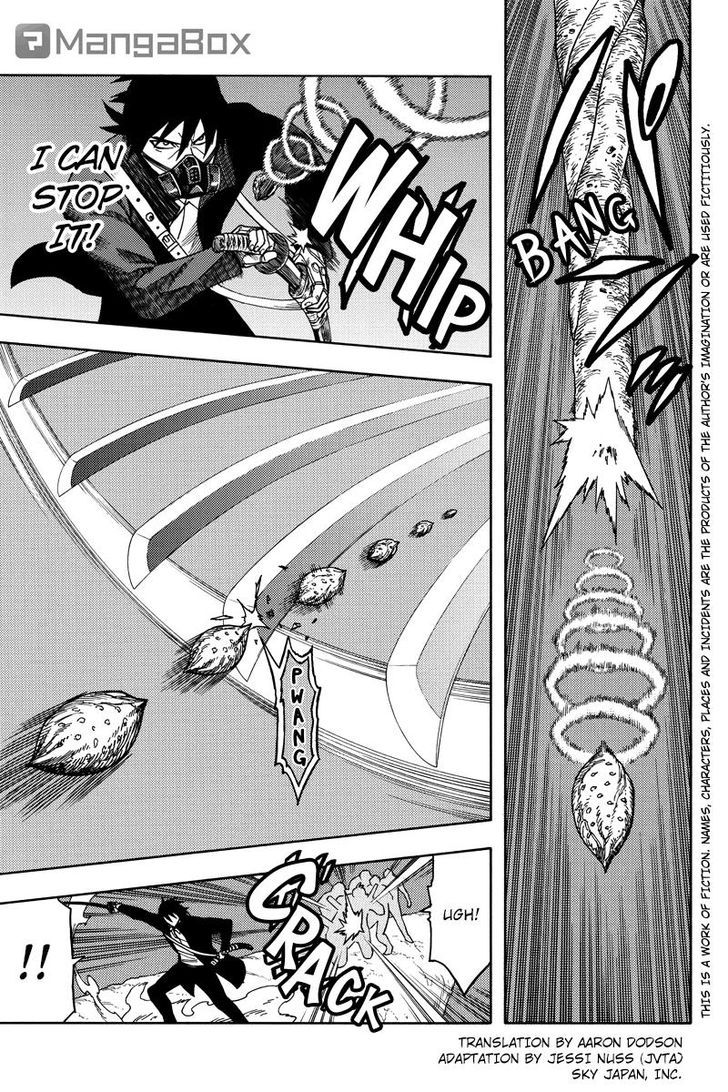 MangaBox
BANG
I CAN
STOP
IT!
WHIP
PWANG
UGH!
CRACK
!!
THIS IS A WORK OF FICTION. NAMES, CHARACTERS, PLACES AND INCIDENTS ARE THE PRODUCTS OF THE AUTHOR'S IMAGINATION OR ARE USED FICTITIOUSLY.
TRANSLATION BY AARON DODSON
ADAPTATION BY JESSI NUSS (JVTA)
SKY JAPAN, INC.